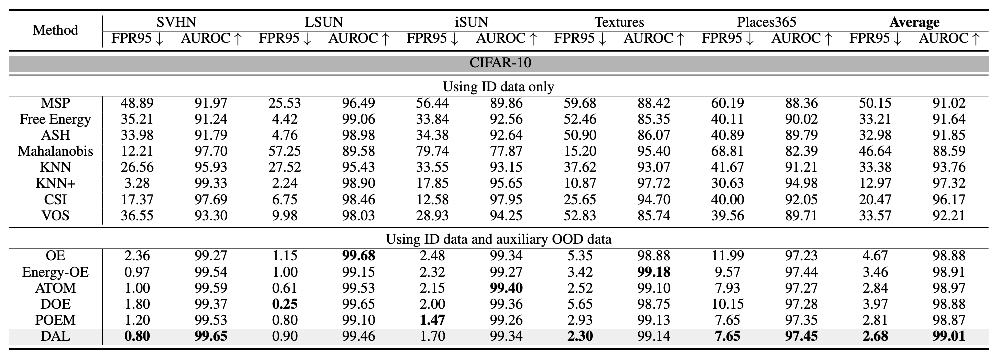 Method SVHN LSUN iSUN Textures Places365 Average
FPR95 ↓ AUROC ↑ FPR95 ↓ AUROC ↑ FPR95 ↓ AUROC ↑ FPR95 ↓ AUROC ↑ FPR95 ↓ AUROC ↑ FPR95 ↓ AUROC ↑
CIFAR-10
Using ID data only
MSP 48.89 91.97 25.53 96.49 56.44 89.86 59.68 88.42 60.19 88.36 50.15 91.02
Free Energy 35.21 91.24 4.42 99.06 33.84 92.56 52.46 85.35 40.11 90.02 33.21 91.64
ASH 33.98 91.79 4.76 98.98 34.38 92.64 50.90 86.07 40.89 89.79 32.98 91.85
Mahalanobis 12.21 97.70 57.25 89.58 79.74 77.87 15.20 95.40 68.81 82.39 46.64 88.59
KNN 26.56 95.93 27.52 95.43 33.55 93.15 37.62 93.07 41.67 91.21 33.38 93.76
KNN+ 3.28 99.33 2.24 98.90 17.85 95.65 10.87 97.72 30.63 94.98 12.97 97.32
CSI 17.37 97.69 6.75 98.46 12.58 97.95 25.65 94.70 40.00 92.05 20.47 96.17
VOS 36.55 93.30 9.98 98.03 28.93 94.25 52.83 85.74 39.56 89.71 33.57 92.21
Using ID data and auxiliary OOD data
OE 2.36 99.27 1.15 99.68 2.48 99.34 5.35 98.88 11.99 97.23 4.67 98.88
Energy-OE 0.97 99.54 1.00 99.15 2.32 99.27 3.42 99.18 9.57 97.44 3.46 98.91
ATOM 1.00 99.59 0.61 99.53 2.15 99.40 2.52 99.10 7.93 97.27 2.84 98.97
DOE 1.80 99.37 0.25 99.65 2.00 99.36 5.65 98.75 10.15 97.28 3.97 98.88
POEM 1.20 99.53 0.80 99.10 1.47 99.26 2.93 99.13 7.65 97.35 2.81 98.87
DAL 0.80 99.65 0.90 99.46 1.70 99.34 2.30 99.14 7.65 97.45 2.68 99.01